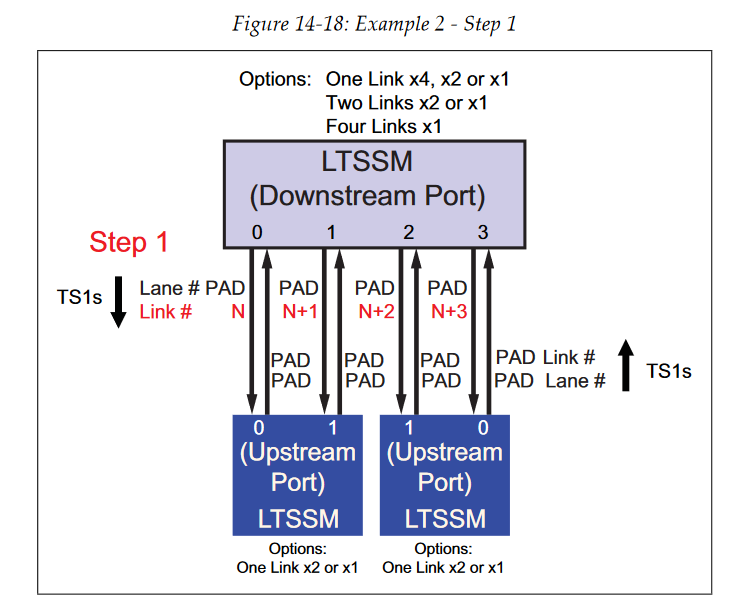 Figure 14-18: Example 2 - Step 1
Options: One Link x4, x2 or x1
Two Links x2 or x1
Four Links x1
LTSSM
(Downstream Port)
0 1 2 3
Step 1
TS1s
Lane # PAD PAD PAD PAD
Link # N N+1 N+2 N+3
PAD PAD PAD PAD Link #
PAD PAD PAD PAD Lane #
TS1s
0 1
(Upstream
Port)
LTSSM
Options:
One Link x2 or x1
1 0
(Upstream
Port)
LTSSM
Options:
One Link x2 or x1